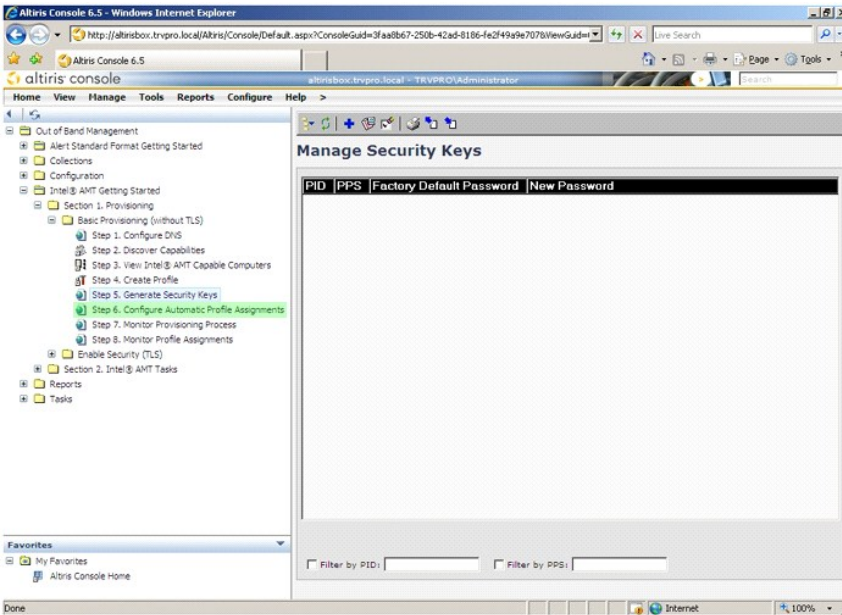 Altiris Console 6.5 - Windows Internet Explorer
http://altirisbox.trvpro.local/Altiris/Console/Default.aspx?ConsoleGuid=3faa8b67-250b-42ad-8186-fe2f49a9e7078&ViewGuid=
Live Search
Altiris Console 6.5
Page
Tools
altiris console
altirisbox.trvpro.local - TRVPRO\Administrator
Search
Home View Manage Tools Reports Configure Help >
Out of Band Management
Alert Standard Format Getting Started
Collections
Configuration
Intel® AMT Getting Started
Section 1. Provisioning
Basic Provisioning (without TLS)
Step 1. Configure DNS
Step 2. Discover Capabilities
Step 3. View Intel® AMT Capable Computers
Step 4. Create Profile
Step 5. Generate Security Keys
Step 6. Configure Automatic Profile Assignments
Step 7. Monitor Provisioning Process
Step 8. Monitor Profile Assignments
Enable Security (TLS)
Section 2. Intel® AMT Tasks
Reports
Tasks
Manage Security Keys
PID PPS Factory Default Password New Password
Filter by PID: Filter by PPS:
Favorites
My Favorites
Altiris Console Home
Done
Internet
100%